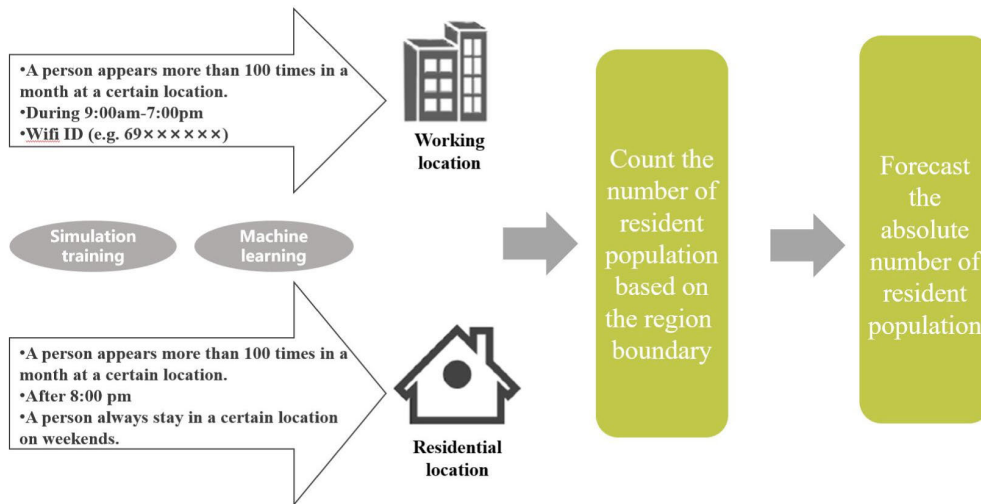 •A person appears more than 100 times in a
month at a certain location.
•During 9:00am-7:00pm
•Wifi ID (e.g. 69××××××)
Working
location
Simulation
training
Machine
learning
•A person appears more than 100 times in a
month at a certain location.
•After 8:00 pm
•A person always stay in a certain location
on weekends.
Residential
location
Count the
number of
resident
population
based on
the region
boundary
Forecast
the
absolute
number of
resident
population